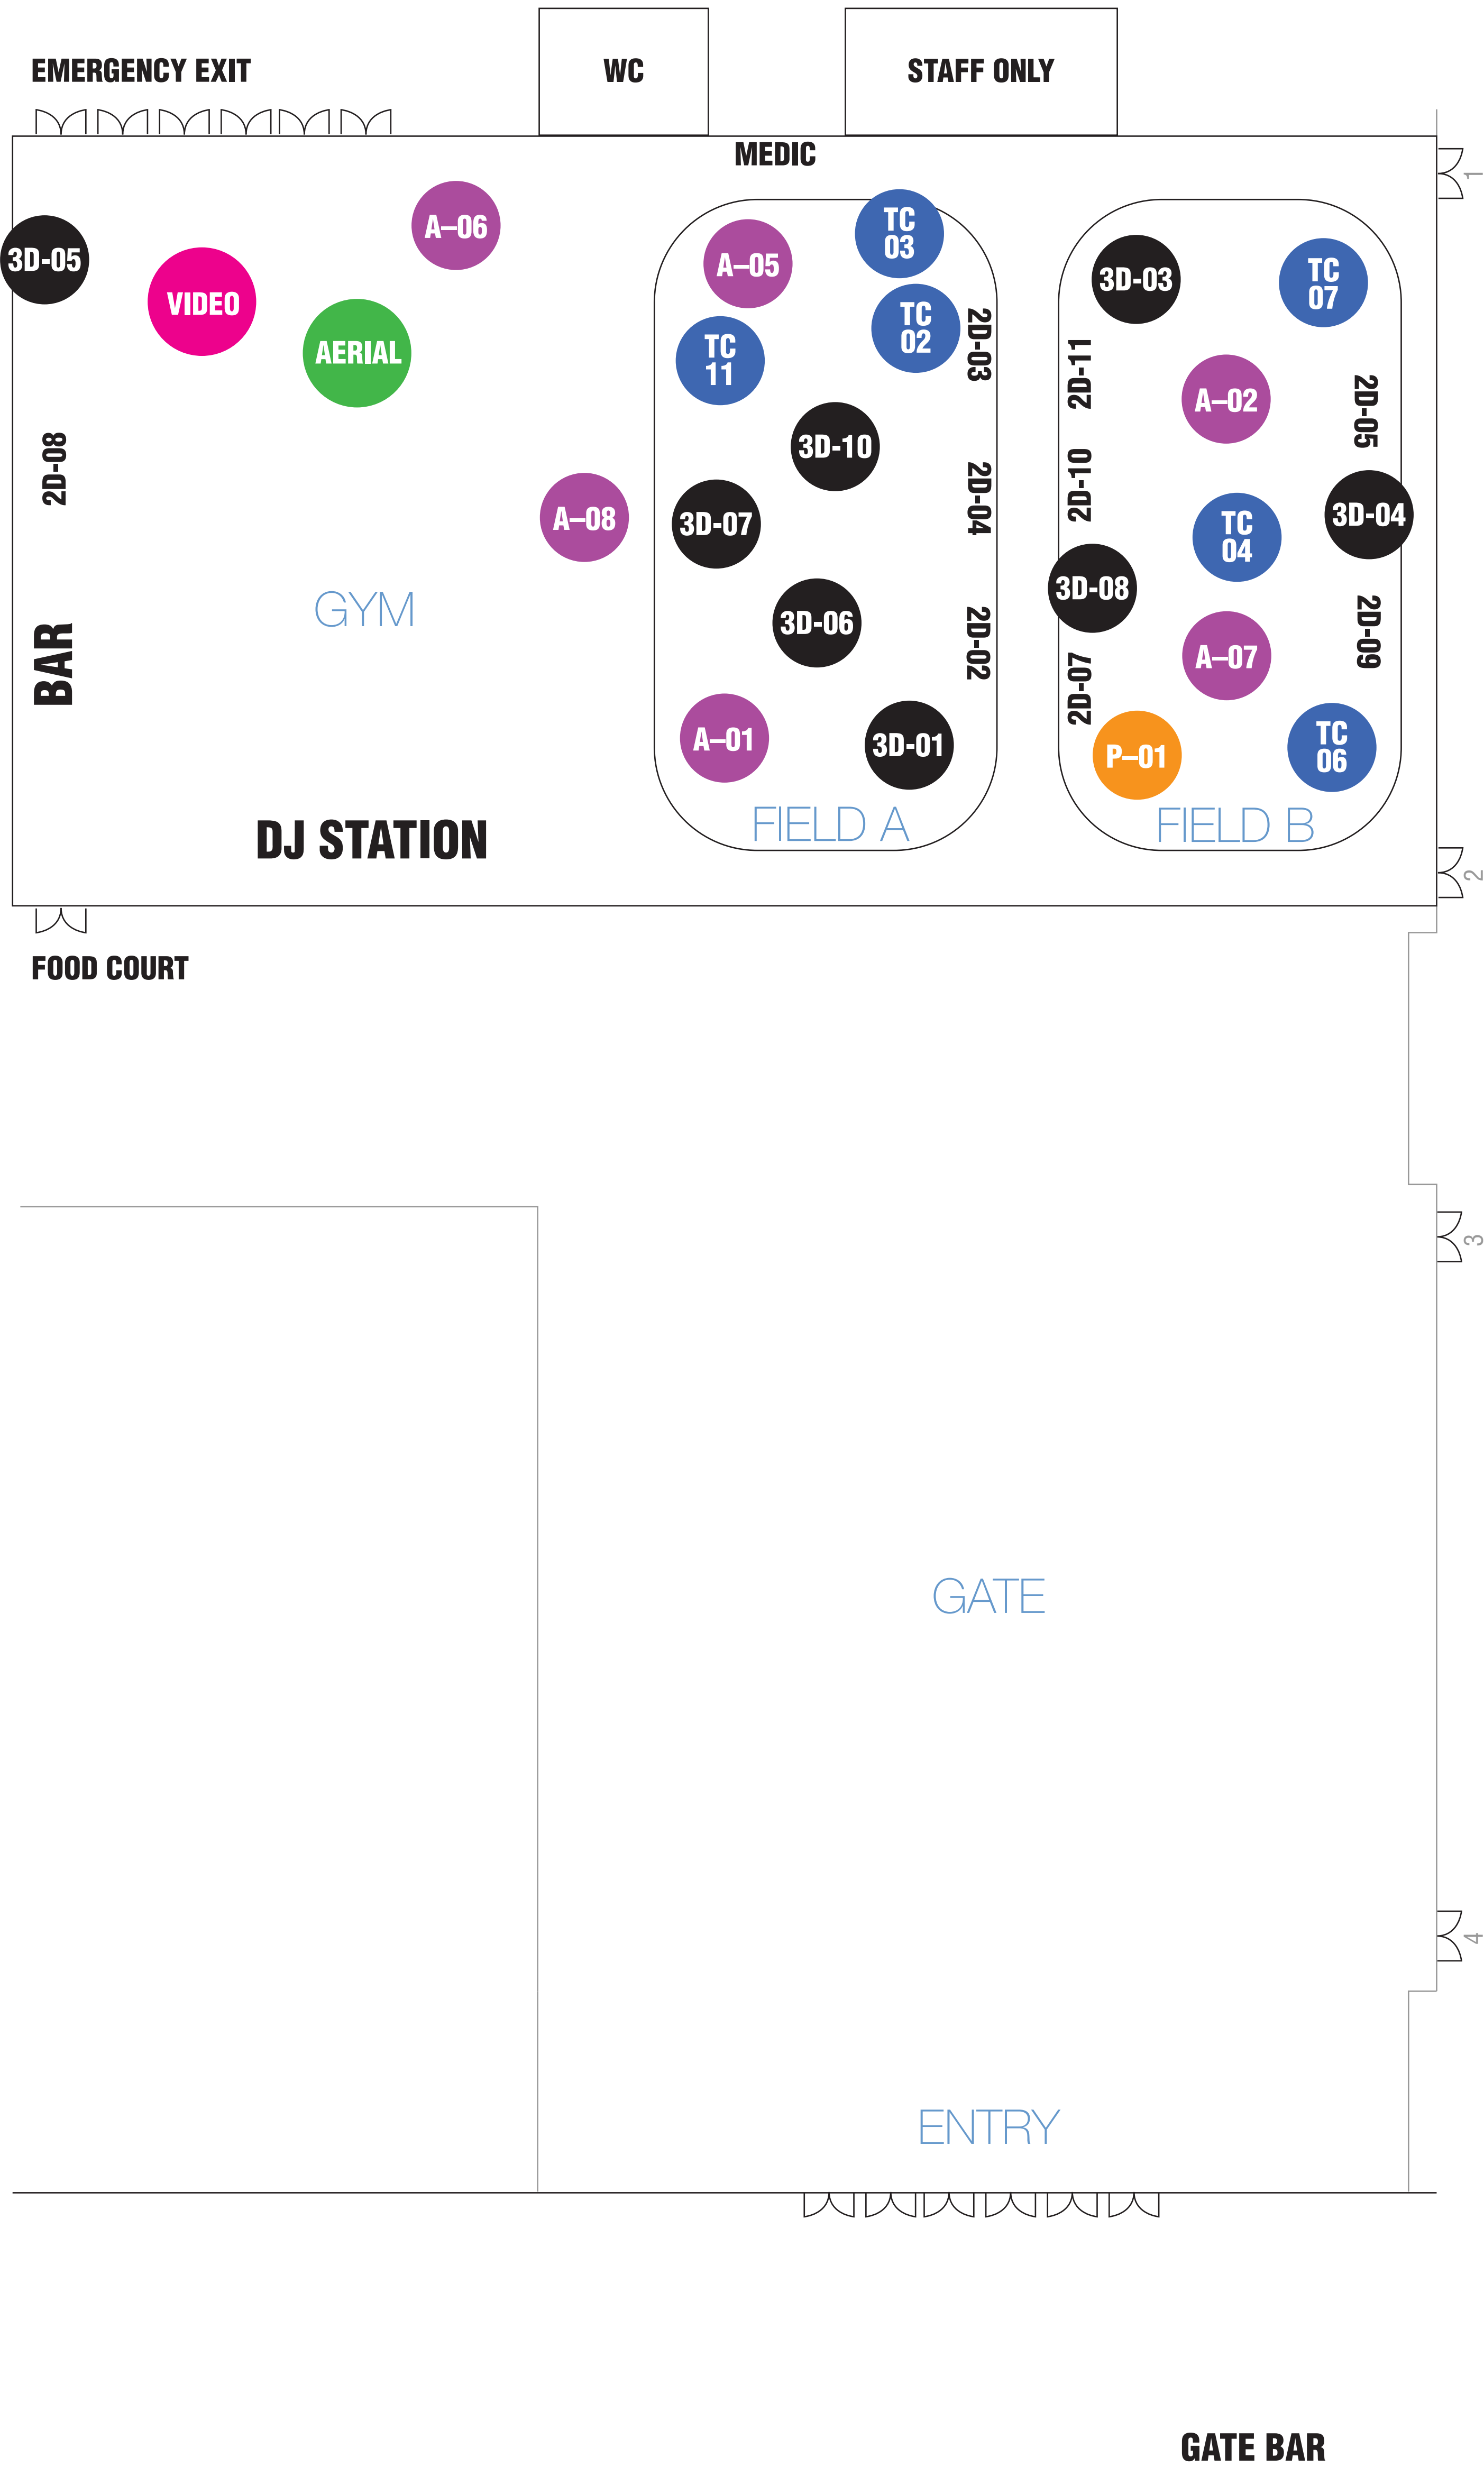 EMERGENCY EXIT
WC
STAFF ONLY
MEDIC
1
3D-05
VIDEO
AERIAL
A–06
A–05
TC
03
TC
02
TC
11
2D-03
3D-03
TC
07
2D-11
A–02
2D-05
2D-08
3D-10
2D-10
A–08
3D-07
2D-04
TC
04
3D-04
3D-08
GYM
3D-06
2D-02
A–07
2D-09
BAR
2D-07
A–01
3D-01
P–01
TC
06
DJ STATION
FIELD A
FIELD B
2
FOOD COURT
3
GATE
4
ENTRY
GATE BAR